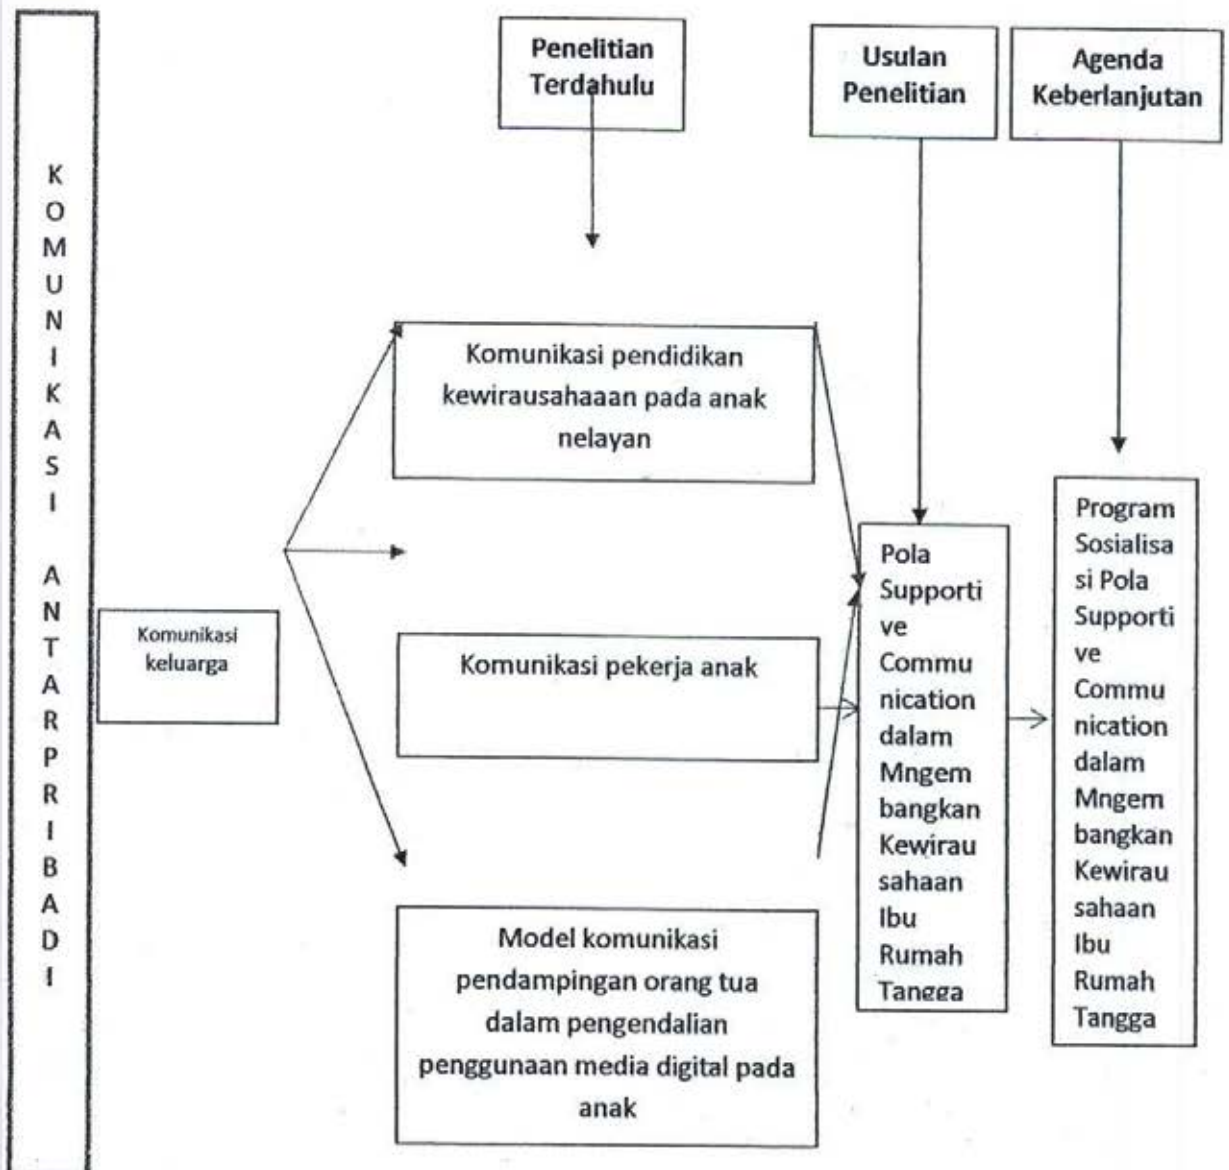 KOMUNIKASI ANTARPRIBADI
Penelitian
Terdahulu
Usulan
Penelitian
Agenda
Keberlanjutan
Komunikasi
keluarga
Komunikasi pendidikan
kewirausahaaan pada anak
nelayan
Komunikasi pekerja anak
Model komunikasi
pendampingan orang tua
dalam pengendalian
penggunaan media digital pada
anak
Pola
Supporti
ve
Commu
nication
dalam
Mngem
bangkan
Kewirau
sahaan
Ibu
Rumah
Tangga
Program
Sosialisa
si Pola
Supporti
ve
Commu
nication
dalam
Mngem
bangkan
Kewirau
sahaan
Ibu
Rumah
Tangga